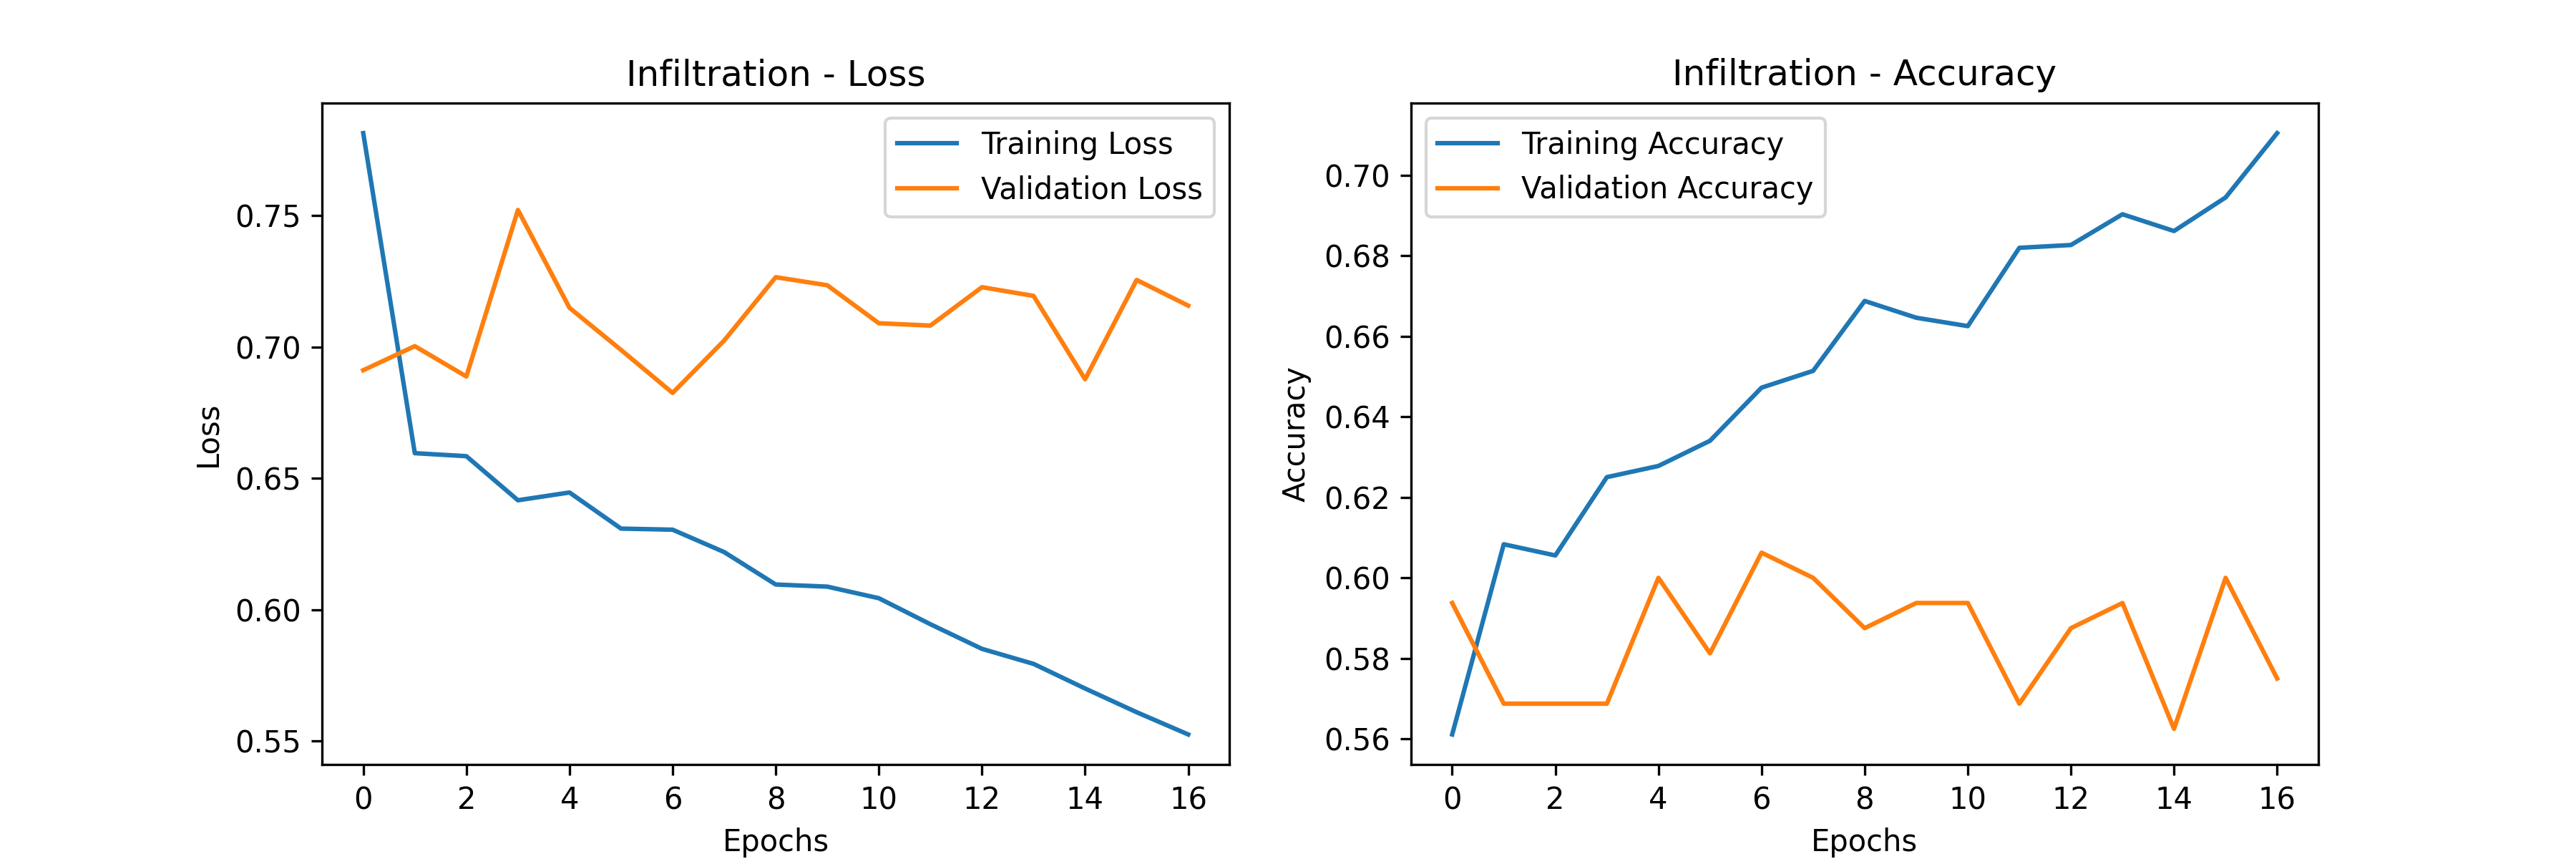 Infiltration - Loss
Training Loss
Validation Loss
0.75
0.70
0.65
0.60
0.55
Loss
0 2 4 6 8 10 12 14 16
Epochs
Infiltration - Accuracy
Training Accuracy
Validation Accuracy
0.70
0.68
0.66
0.64
0.62
0.60
0.58
0.56
Accuracy
0 2 4 6 8 10 12 14 16
Epochs